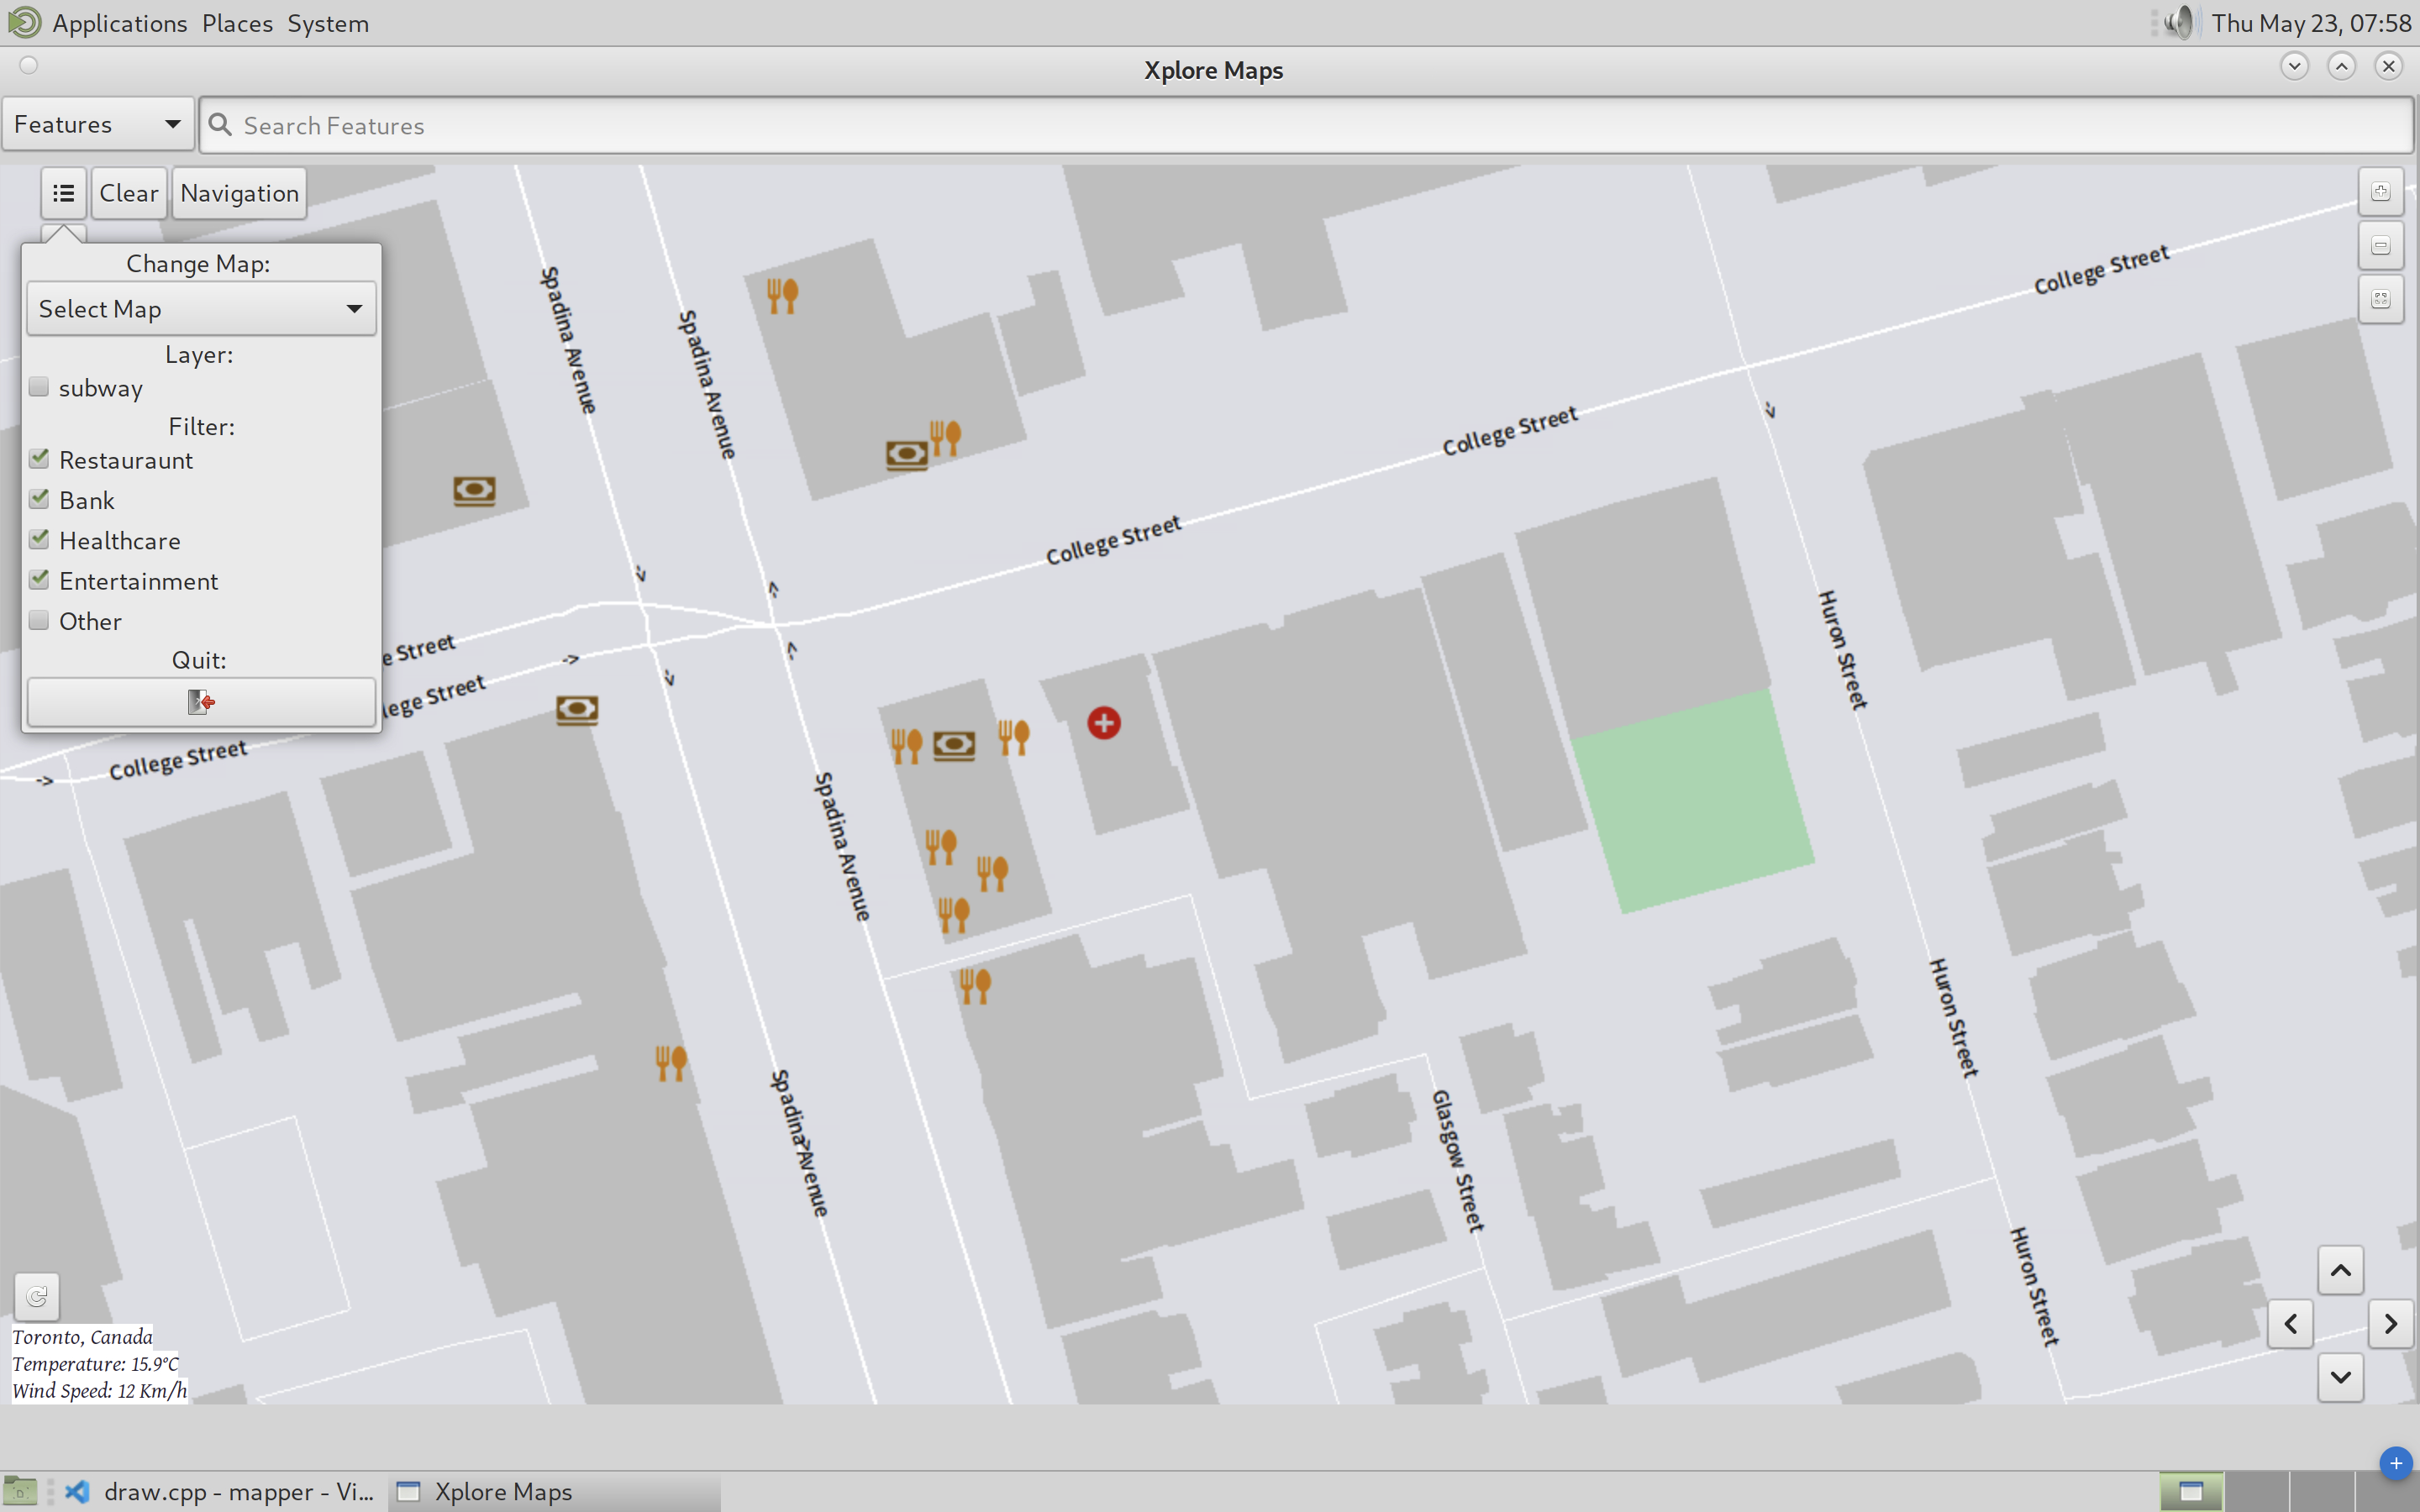 Applications Places System
Thu May 23, 07:58
Xplore Maps
Features
Search Features
Clear
Navigation
Change Map:
Select Map
Layer:
subway
Filter:
Restauraunt
Bank
Healthcare
Entertainment
Other
Quit:
Spadina Avenue
Spadina Avenue
College Street
College Street
College Street
e Street
lege Street
College Street
Huron Street
Spadina Avenue
Huron Street
Spadina Avenue
Glasgow Street
Huron Street
Toronto, Canada
Temperature: 15.9°C
Wind Speed: 12 Km/h
draw.cpp - mapper - Vi...
Xplore Maps